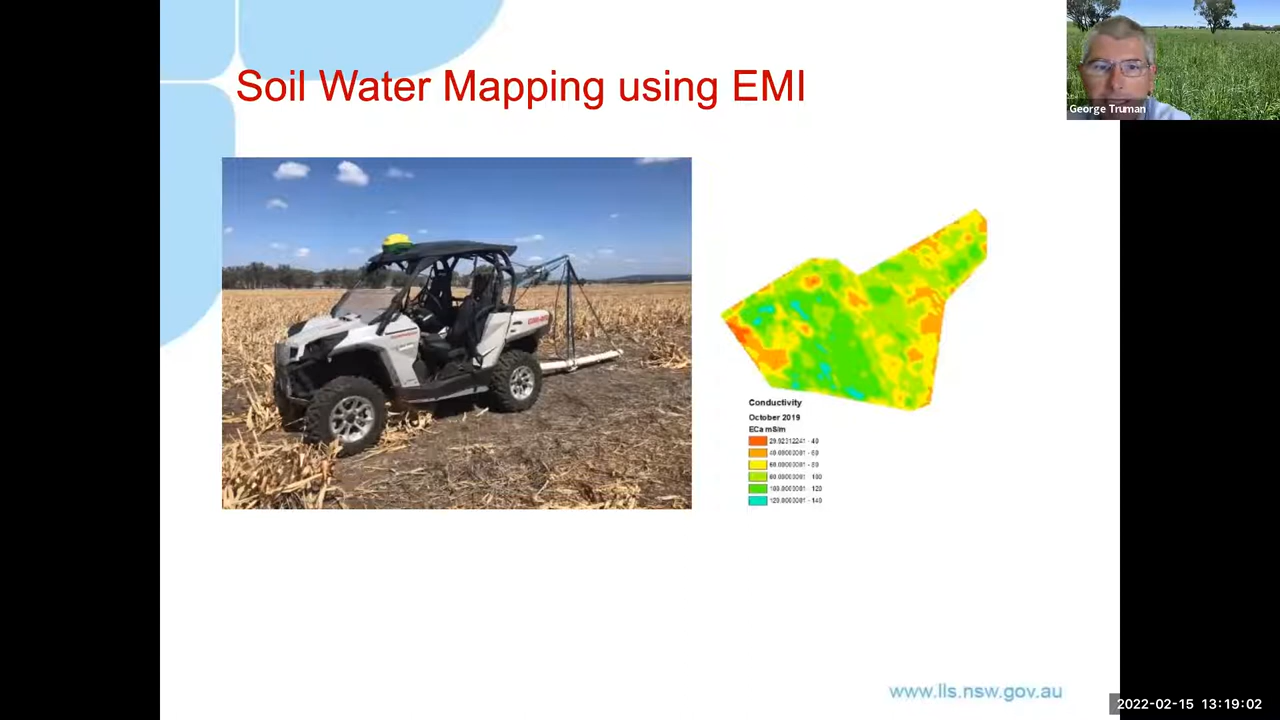 Soil Water Mapping using EMI
George Truman
Conductivity
October 2019
ECa mS/m
www.lls.nsw.gov.au
2022-02-15 13:19:02